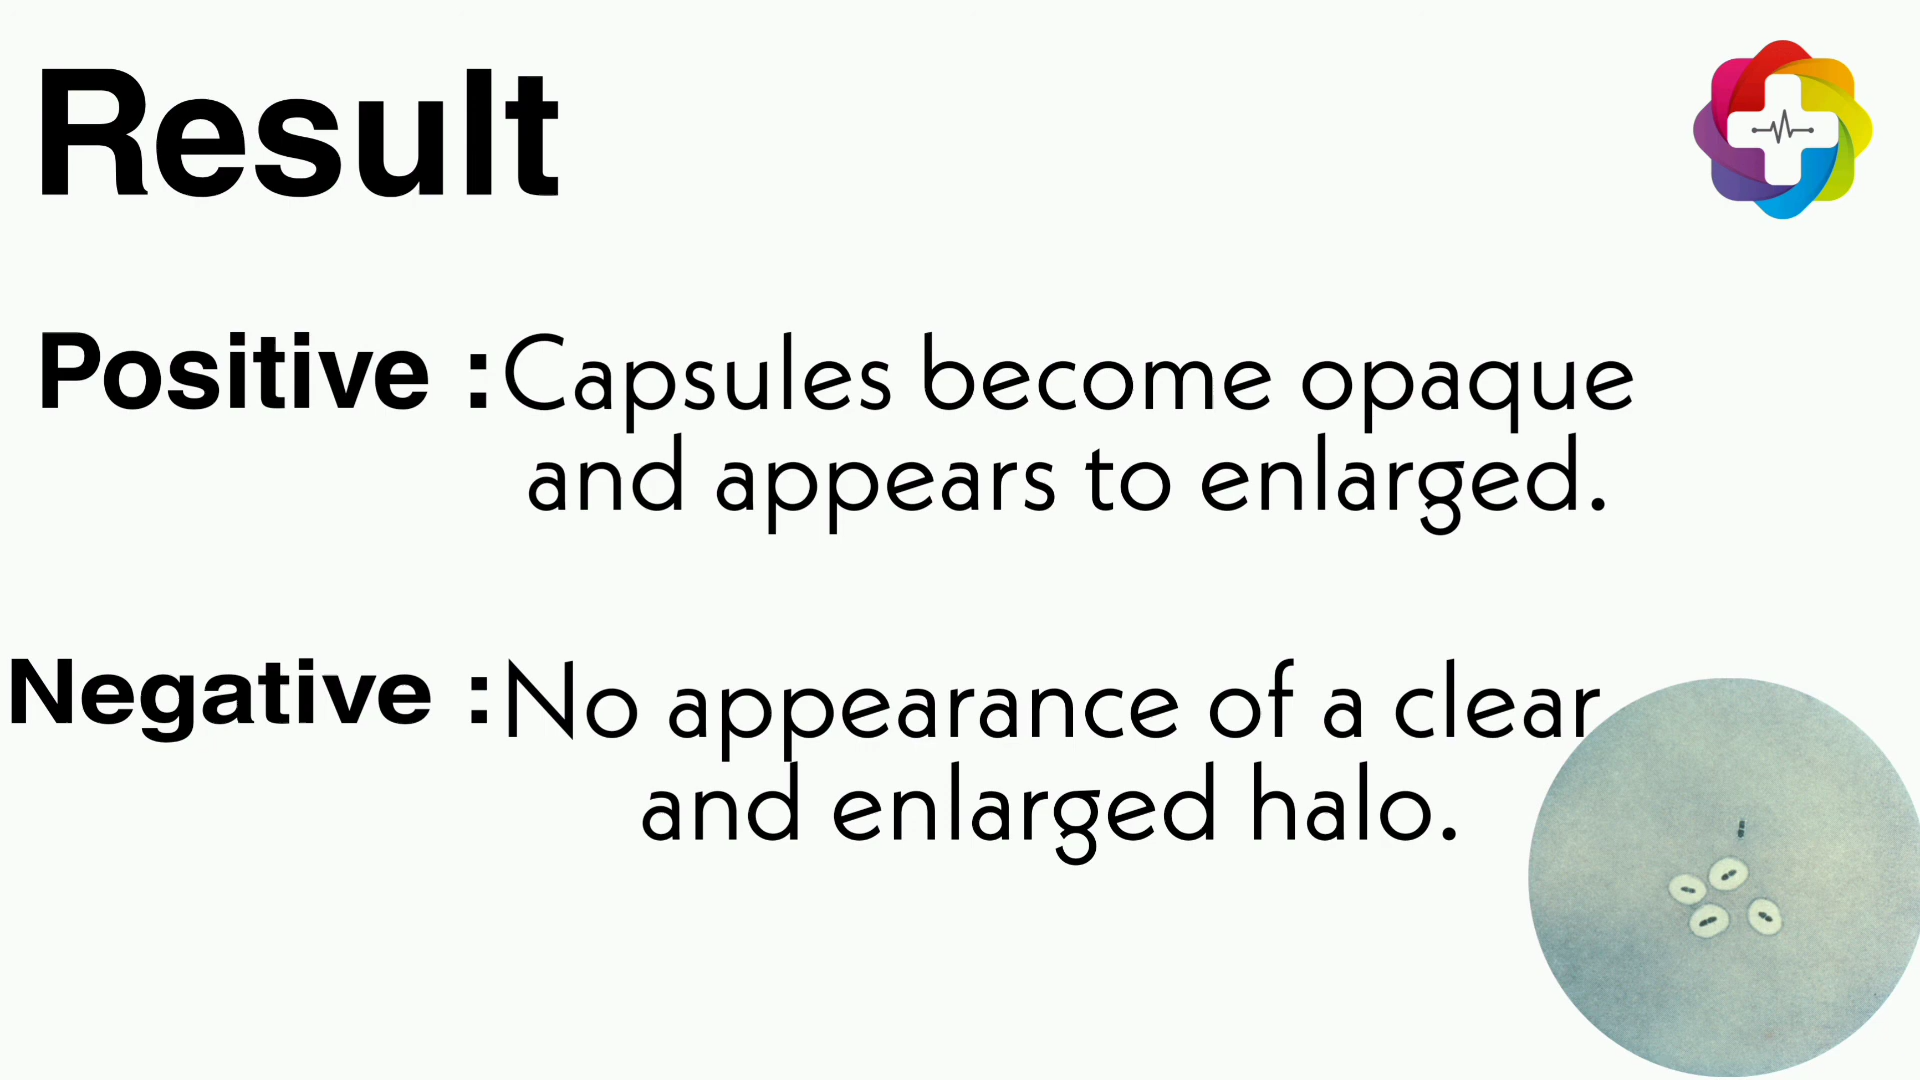 Result
Positive : Capsules become opaque
and appears to enlarged.
Negative : No appearance of a clear
and enlarged halo.